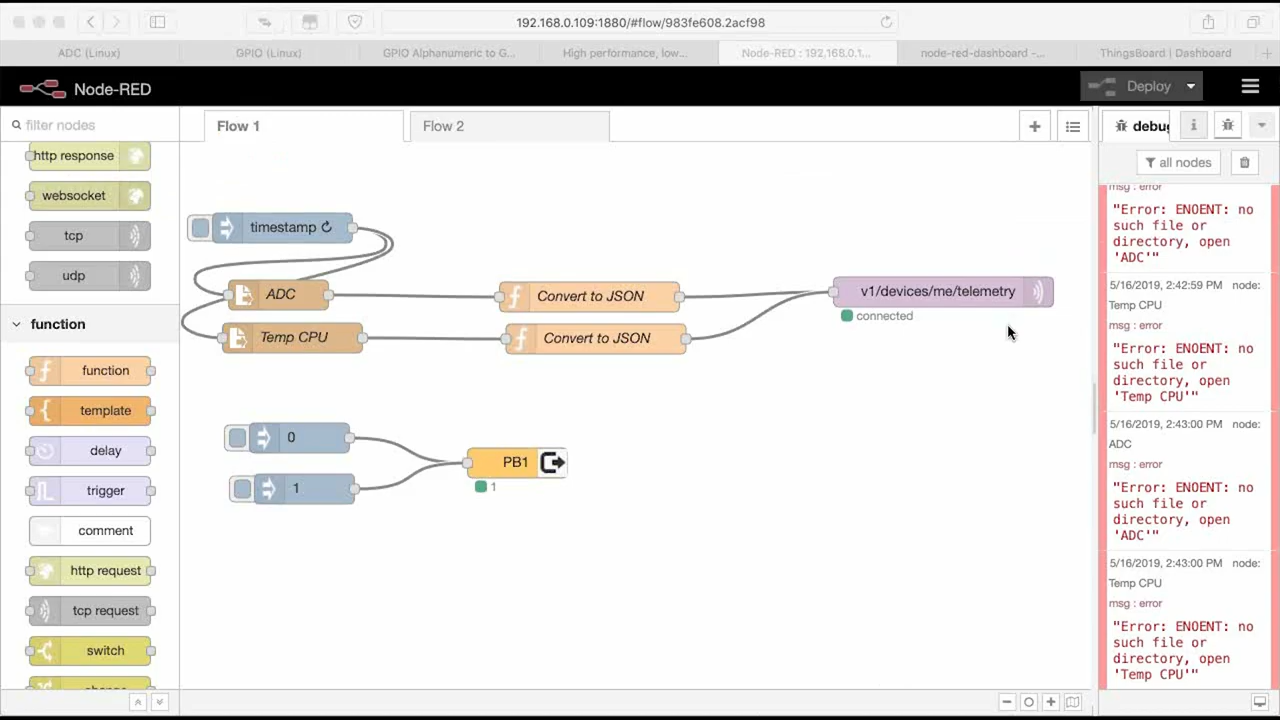 192.168.0.109:1880/#flow/983fe608.2acf98
ADC (Linux)
GPIO (Linux)
GPIO Alphanumeric to G...
High performance, low...
Node-RED : 192.168.0.1...
node-red-dashboard -...
ThingsBoard | Dashboard
Node-RED
Deploy
filter nodes
Flow 1
Flow 2
debug
all nodes
http response
websocket
tcp
udp
function
function
template
delay
trigger
comment
http request
tcp request
switch
timestamp ↻
ADC
Temp CPU
Convert to JSON
Convert to JSON
v1/devices/me/telemetry
connected
0
1
PB1
1
msg : error
"Error: ENOENT: no
such file or
directory, open
'ADC'"
5/16/2019, 2:42:59 PM node:
Temp CPU
msg : error
"Error: ENOENT: no
such file or
directory, open
'Temp CPU'"
5/16/2019, 2:43:00 PM node:
ADC
msg : error
"Error: ENOENT: no
such file or
directory, open
'ADC'"
5/16/2019, 2:43:00 PM node:
Temp CPU
msg : error
"Error: ENOENT: no
such file or
directory, open
'Temp CPU'"